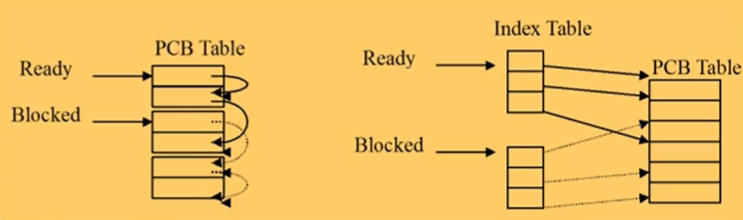 PCB Table
Ready
Blocked
Index Table
Ready
PCB Table
Blocked